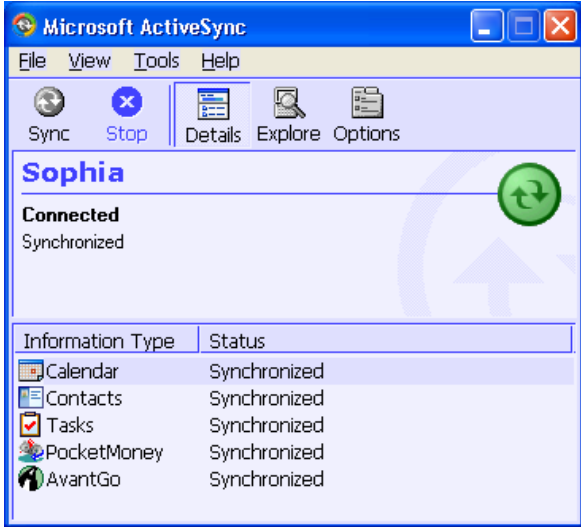 Microsoft ActiveSync
File View Tools Help
Sync Stop Details Explore Options
Sophia
Connected
Synchronized
Information Type Status
Calendar Synchronized
Contacts Synchronized
Tasks Synchronized
PocketMoney Synchronized
AvantGo Synchronized